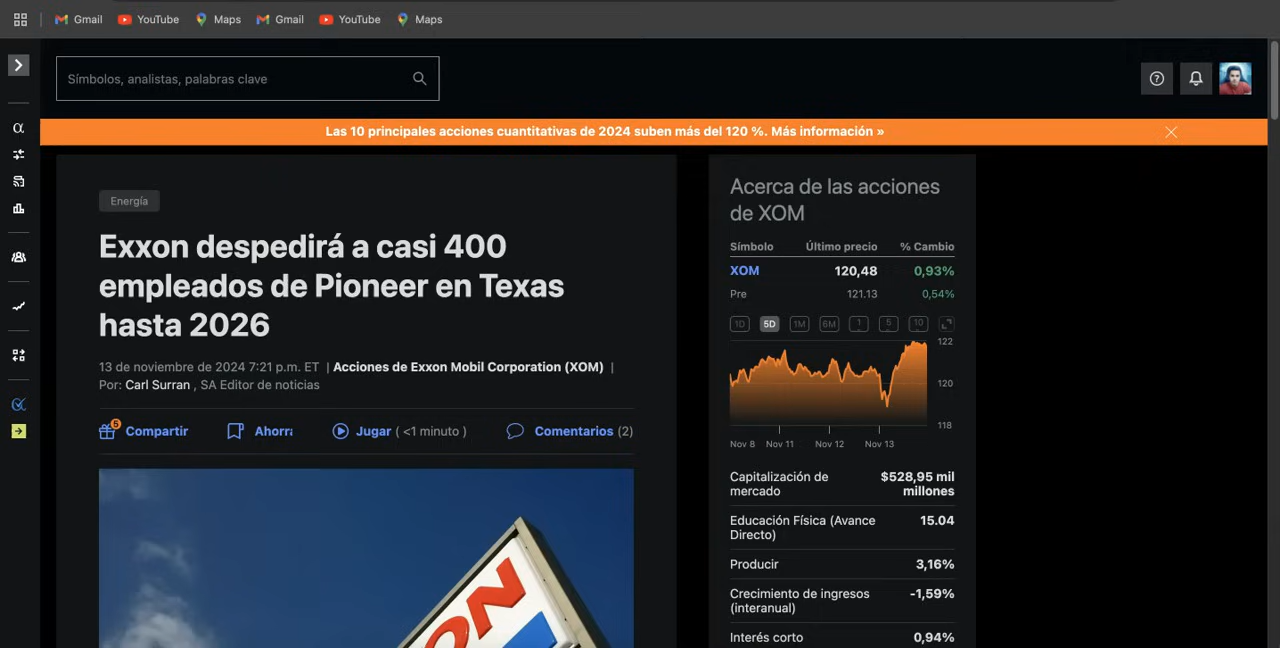 Gmail YouTube Maps Gmail YouTube Maps
Símbolos, analistas, palabras clave
Las 10 principales acciones cuantitativas de 2024 suben más del 120 %. Más información »
Energía
Exxon despedirá a casi 400
empleados de Pioneer en Texas
hasta 2026
13 de noviembre de 2024 7:21 p.m. ET | Acciones de Exxon Mobil Corporation (XOM) |
Por: Carl Surran , SA Editor de noticias
5
Compartir Ahorra Jugar ( <1 minuto ) Comentarios (2)
EXON
Acerca de las acciones
de XOM
Símbolo Último precio % Cambio
XOM 120,48 0,93%
Pre 121.13 0,54%
1D 5D 1M 6M 1 5 10
122
120
118
Nov 8 Nov 11 Nov 12 Nov 13
Capitalización de $528,95 mil
mercado millones
Educación Física (Avance 15.04
Directo)
Producir 3,16%
Crecimiento de ingresos -1,59%
(interanual)
Interés corto 0,94%